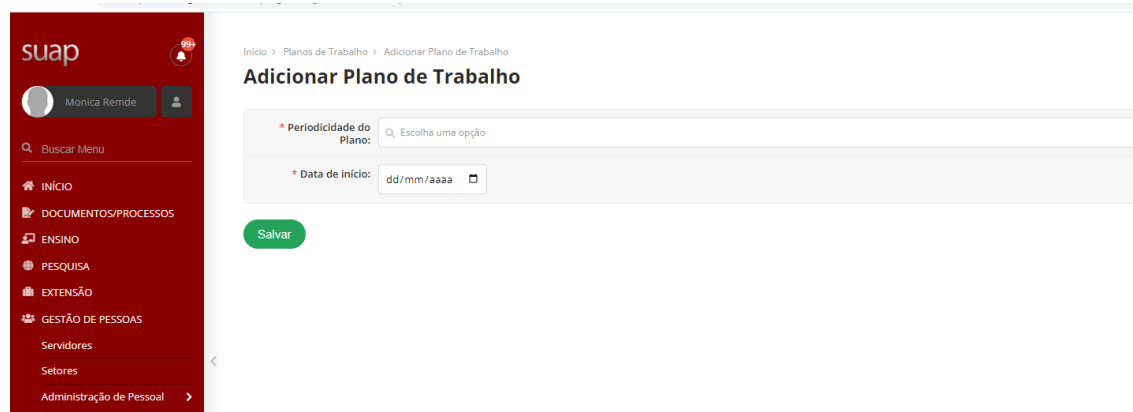 suap
99+
Monica Remde
Buscar Menu
INÍCIO
DOCUMENTOS/PROCESSOS
ENSINO
PESQUISA
EXTENSÃO
GESTÃO DE PESSOAS
Servidores
Setores
Administração de Pessoal
Início > Planos de Trabalho > Adicionar Plano de Trabalho
Adicionar Plano de Trabalho
* Periodicidade do
Plano:
Escolha uma opção
* Data de início:
dd/mm/aaaa
Salvar